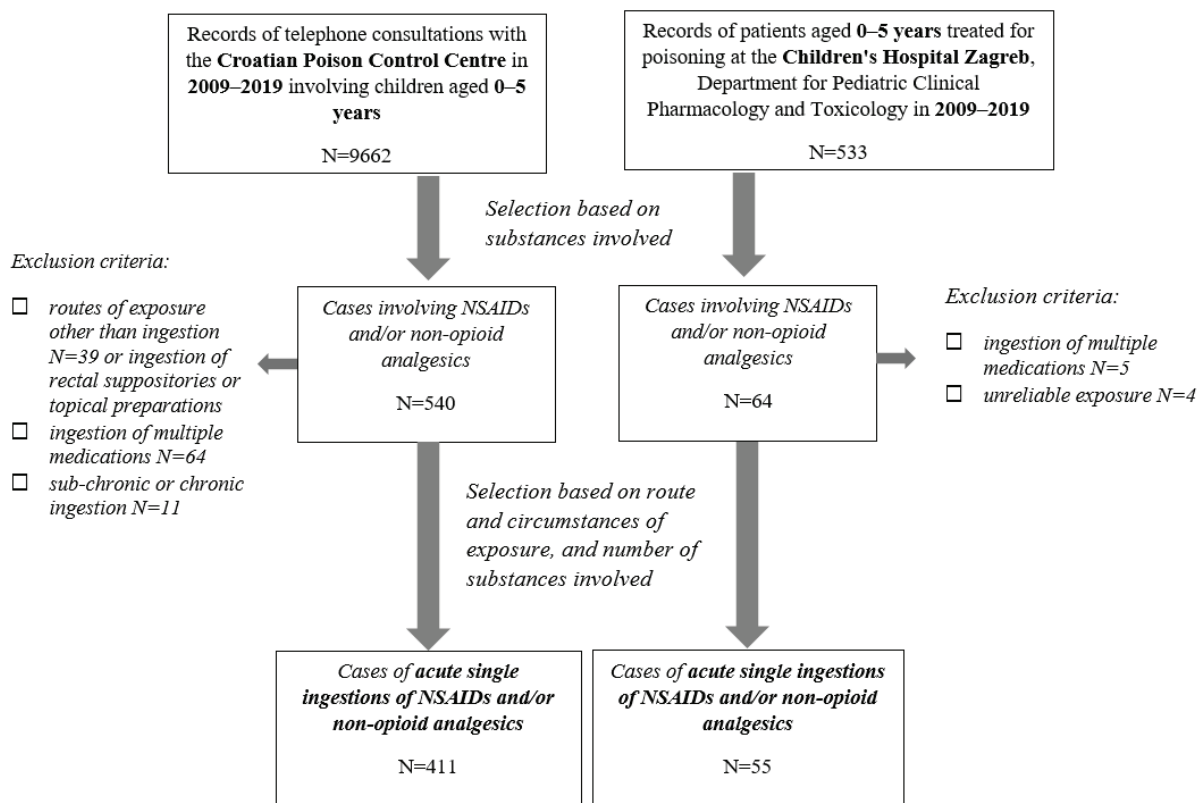 Records of telephone consultations with
the Croatian Poison Control Centre in
2009–2019 involving children aged 0–5
years
N=9662
Records of patients aged 0–5 years treated for
poisoning at the Children's Hospital Zagreb,
Department for Pediatric Clinical
Pharmacology and Toxicology in 2009–2019
N=533
Selection based on
substances involved
Exclusion criteria:
☐ routes of exposure
other than ingestion
N=39 or ingestion of
rectal suppositories or
topical preparations
☐ ingestion of multiple
medications N=64
☐ sub-chronic or chronic
ingestion N=11
Cases involving NSAIDs
and/or non-opioid
analgesics
N=540
Cases involving NSAIDs
and/or non-opioid
analgesics
N=64
Exclusion criteria:
☐ ingestion of multiple
medications N=5
☐ unreliable exposure N=4
Selection based on route
and circumstances of
exposure, and number of
substances involved
Cases of acute single
ingestions of NSAIDs and/or
non-opioid analgesics
N=411
Cases of acute single ingestions
of NSAIDs and/or non-opioid
analgesics
N=55